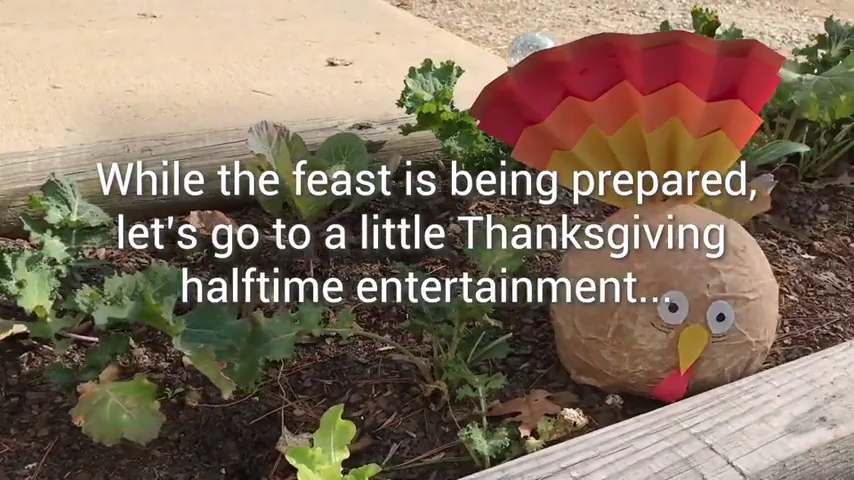 While the feast is being prepared,
let's go to a little Thanksgiving
halftime entertainment...